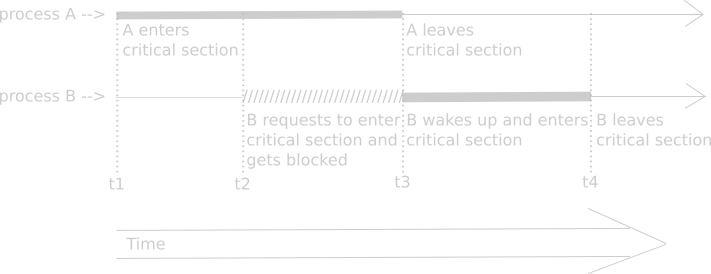 process A -->
A enters
critical section
A leaves
critical section
process B -->
B requests to enter
critical section and
gets blocked
B wakes up and enters
critical section
B leaves
critical section
t1
t2
t3
t4
Time